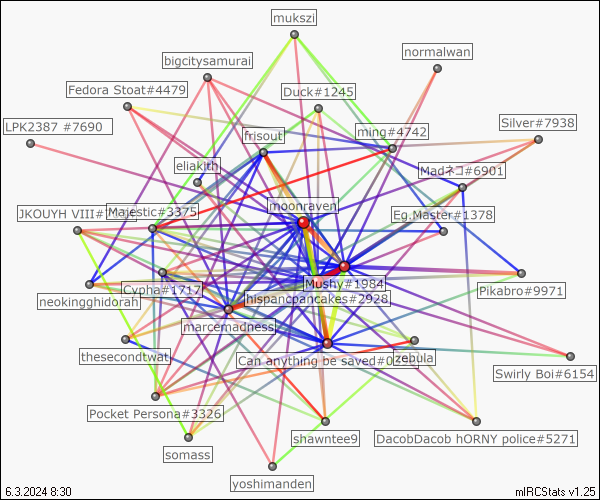 mukszi
normalwan
bigcitysamurai
Fedora Stoat#4479
Duck#1245
LPK2387 #7690
ming#4742
Silver#7938
frisout
eliakith
Madネコ#6901
moonraven
JKOUYH VIII#
Majestic#3375
Eg.Master#1378
Mushy#1984
Cypha#1717
hispanopancakes#2928
Pikabro#9971
neokingghidorah
marcemadness
thesecondtwat
Can anything be saved#0
zebula
Swirly Boi#6154
Pocket Persona#3326
shawntee9
DacobDacob hORNY police#5271
somass
yoshimanden
6.3.2024 8:30
mIRCStats v1.25